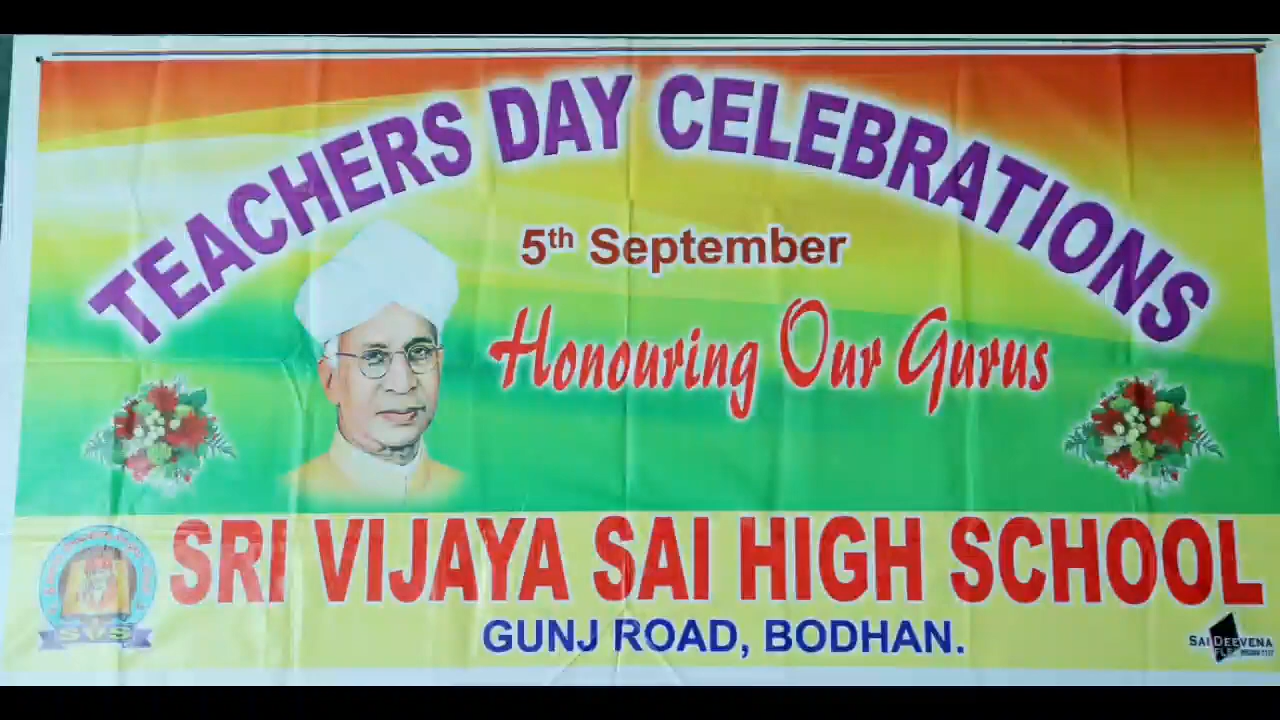 TEACHERS DAY CELEBRATIONS
5th September
Honouring Our Gurus
SRI VIJAYA SAI HIGH SCHOOL
SVS
GUNJ ROAD, BODHAN.
SAI DEEVENA